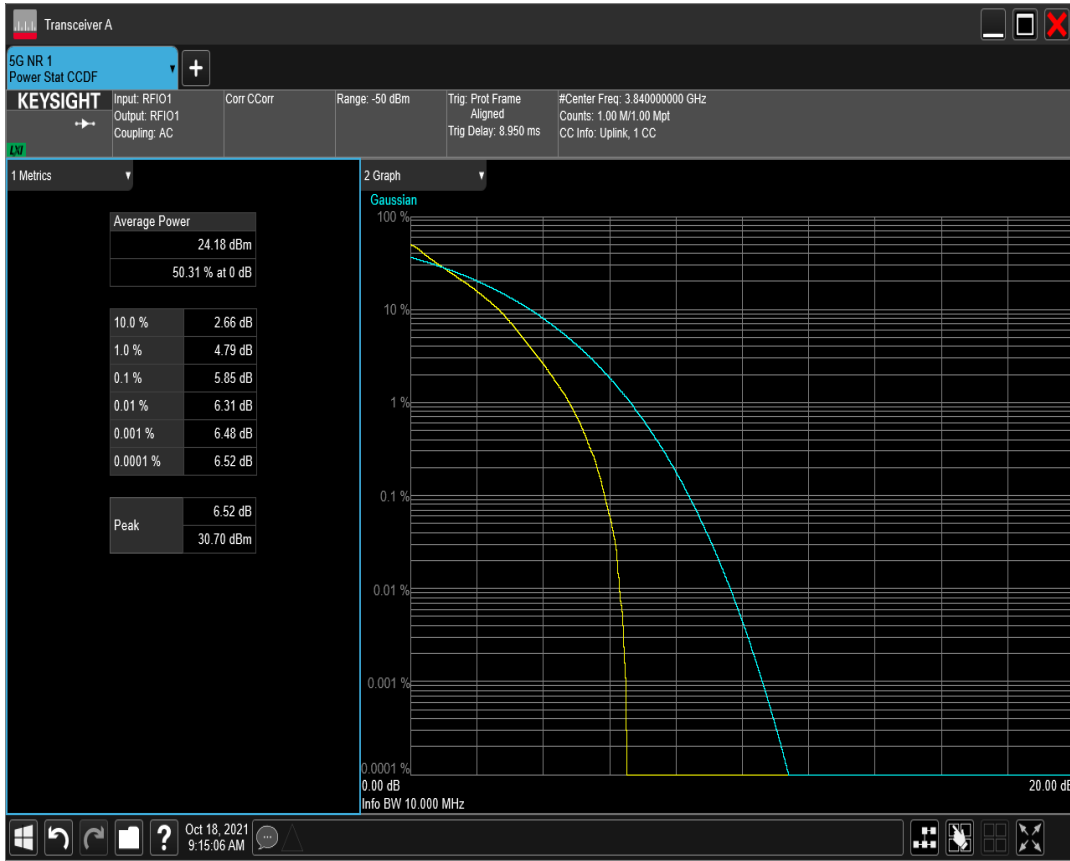 Transceiver A
5G NR 1
Power Stat CCDF
+
KEYSIGHT
LXI
Input: RFIO1
Output: RFIO1
Coupling: AC
Corr CCorr
Range: -50 dBm
Trig: Prot Frame
Aligned
Trig Delay: 8.950 ms
#Center Freq: 3.840000000 GHz
Counts: 1.00 M/1.00 Mpt
CC Info: Uplink, 1 CC
1 Metrics
Average Power
24.18 dBm
50.31 % at 0 dB
10.0 % 2.66 dB
1.0 % 4.79 dB
0.1 % 5.85 dB
0.01 % 6.31 dB
0.001 % 6.48 dB
0.0001 % 6.52 dB
Peak
6.52 dB
30.70 dBm
2 Graph
Gaussian
100 %
10 %
1 %
0.1 %
0.01 %
0.001 %
0.0001 %
0.00 dB 20.00 dB
Info BW 10.000 MHz
?
Oct 18, 2021
9:15:06 AM